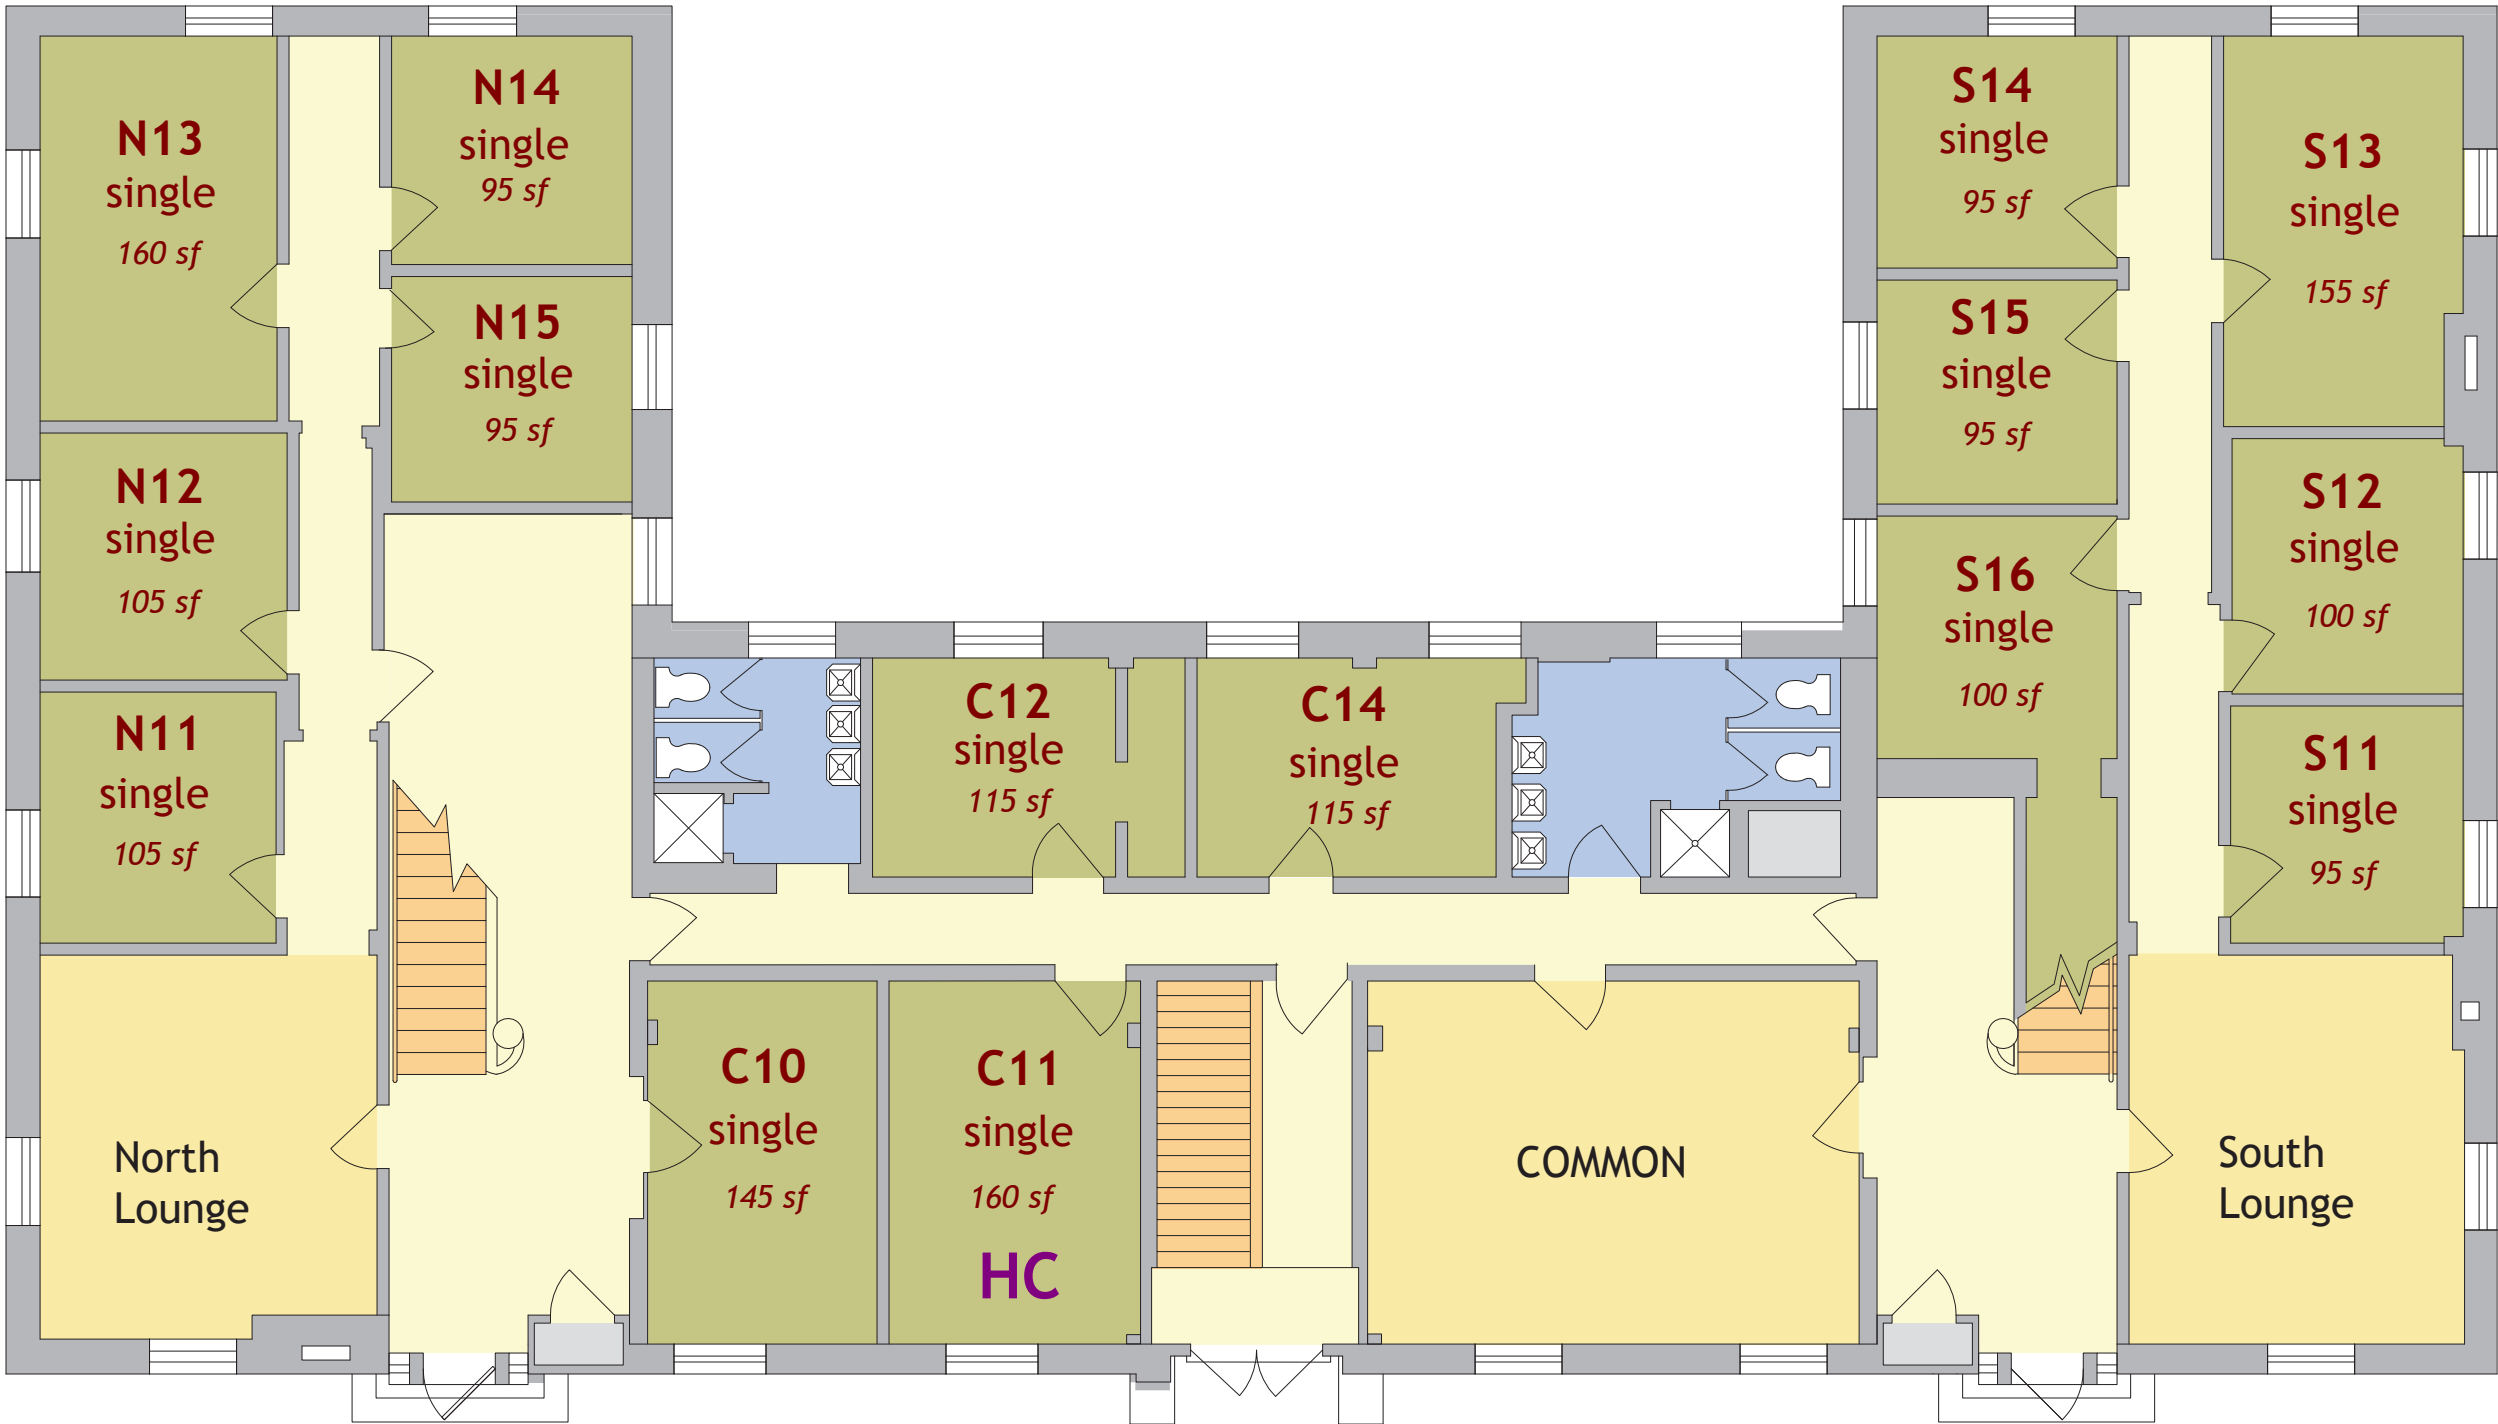 N13
single
160 sf
N14
single
95 sf
N15
single
95 sf
N12
single
105 sf
N11
single
105 sf
North
Lounge
C12
single
115 sf
C14
single
115 sf
C10
single
145 sf
C11
single
160 sf
HC
COMMON
S14
single
95 sf
S13
single
155 sf
S15
single
95 sf
S16
single
100 sf
S12
single
100 sf
S11
single
95 sf
South
Lounge